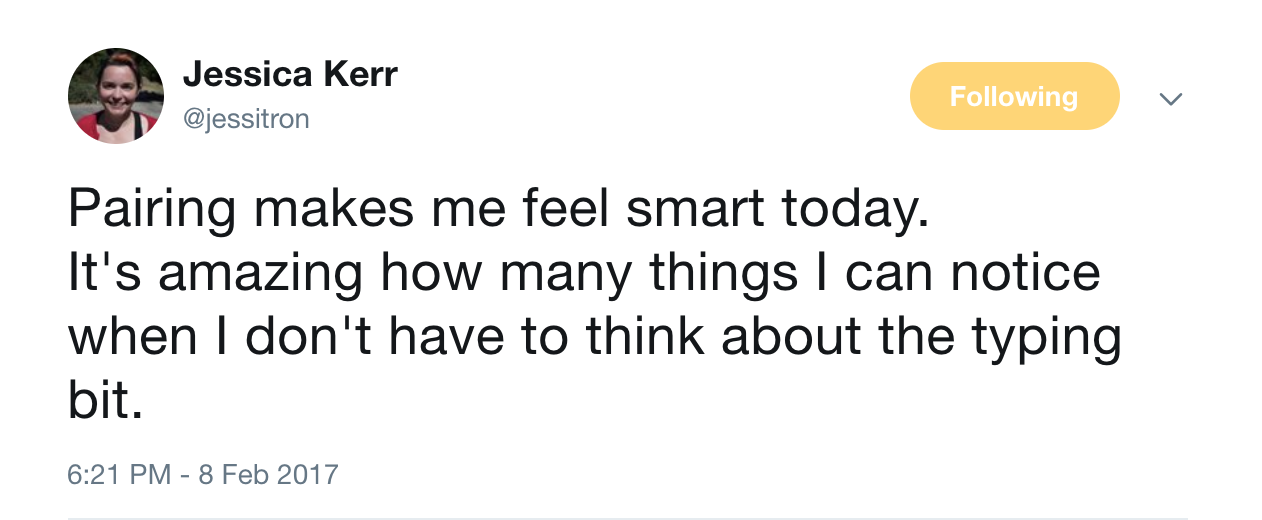 Jessica Kerr
@jessitron
Following
Pairing makes me feel smart today.
It's amazing how many things I can notice
when I don't have to think about the typing
bit.
6:21 PM - 8 Feb 2017